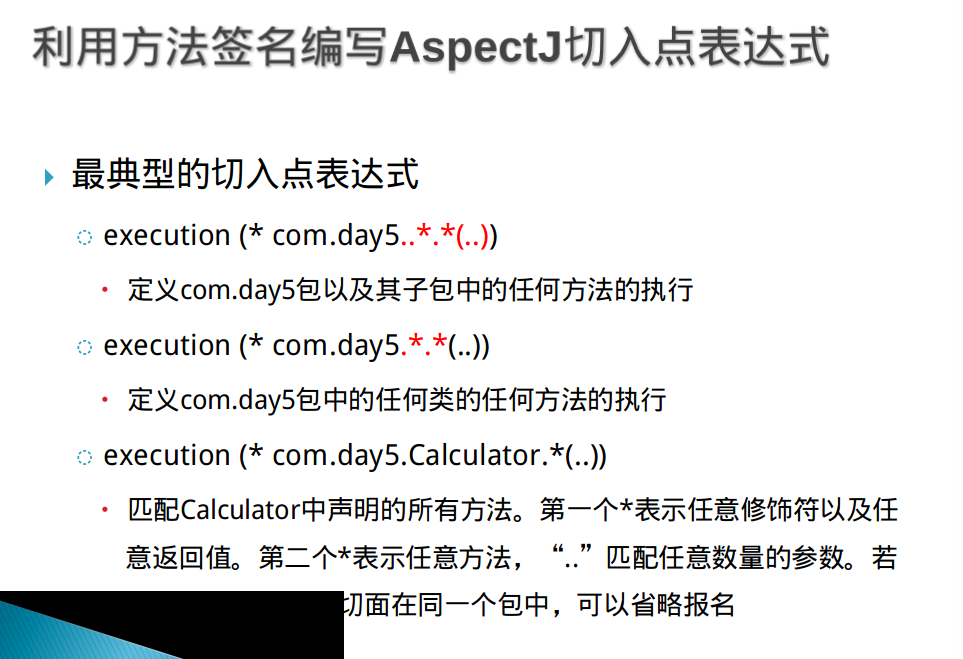 利用方法签名编写AspectJ切入点表达式
最典型的切入点表达式
execution (* com.day5..*.*(..))
定义com.day5包以及其子包中的任何方法的执行
execution (* com.day5.*.*(..))
定义com.day5包中的任何类的任何方法的执行
execution (* com.day5.Calculator.*(..))
匹配Calculator中声明的所有方法。第一个*表示任意修饰符以及任
意返回值。第二个*表示任意方法，“..”匹配任意数量的参数。若
切面在同一个包中，可以省略报名